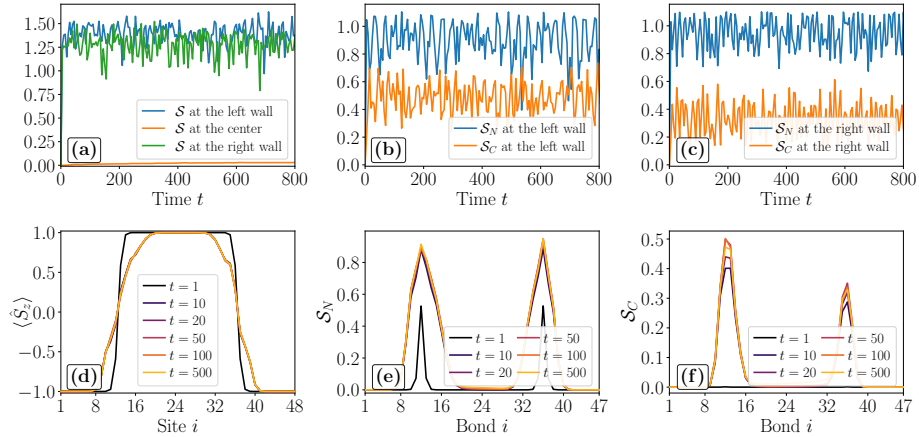 1.50
1.25
1.00
0.75
0.50
0.25
0.00
S at the left wall
S at the center
S at the right wall
(a)
0 200 400 600 800
Time t
1.0
0.8
0.6
0.4
0.2
0.0
S_N at the left wall
S_C at the left wall
(b)
0 200 400 600 800
Time t
1.0
0.8
0.6
0.4
0.2
0.0
S_N at the right wall
S_C at the right wall
(c)
0 200 400 600 800
Time t
⟨Ŝ_z⟩
1.0
0.5
0.0
−0.5
−1.0
t = 1
t = 10
t = 20
t = 50
t = 100
t = 500
(d)
1 8 16 24 32 40 48
Site i
S_N
0.8
0.6
0.4
0.2
0.0
t = 1 t = 50
t = 10 t = 100
t = 20 t = 500
(e)
1 8 16 24 32 40 47
Bond i
S_C
0.5
0.4
0.3
0.2
0.1
0.0
t = 1 t = 50
t = 10 t = 100
t = 20 t = 500
(f)
1 8 16 24 32 40 47
Bond i